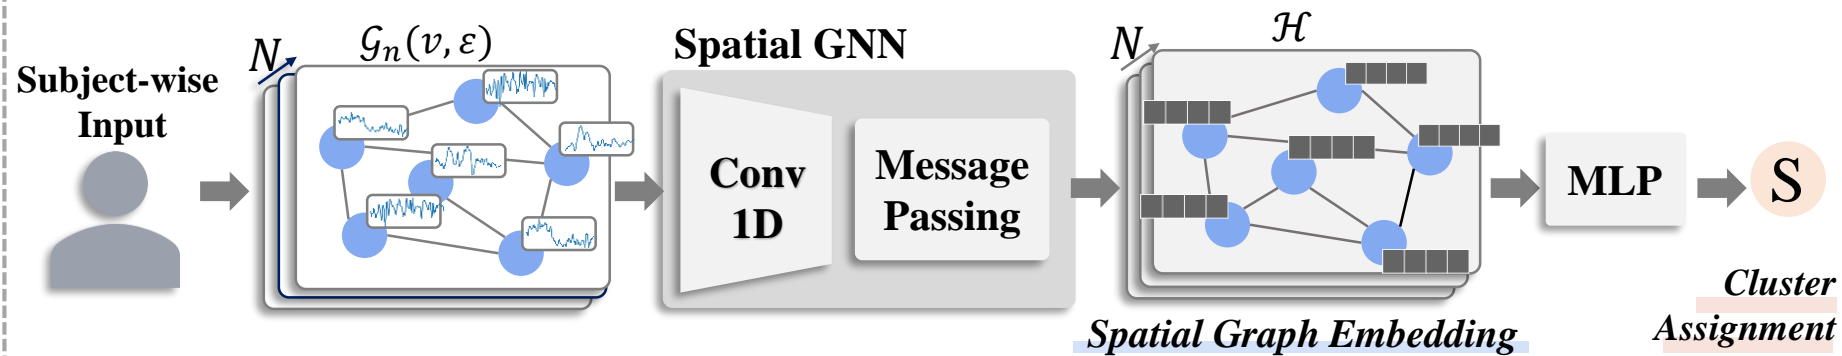 Subject-wise
Input
N
𝒢ₙ(v, ε)
Spatial GNN
Conv
1D
Message
Passing
N
ℋ
Spatial Graph Embedding
MLP
S
Cluster
Assignment